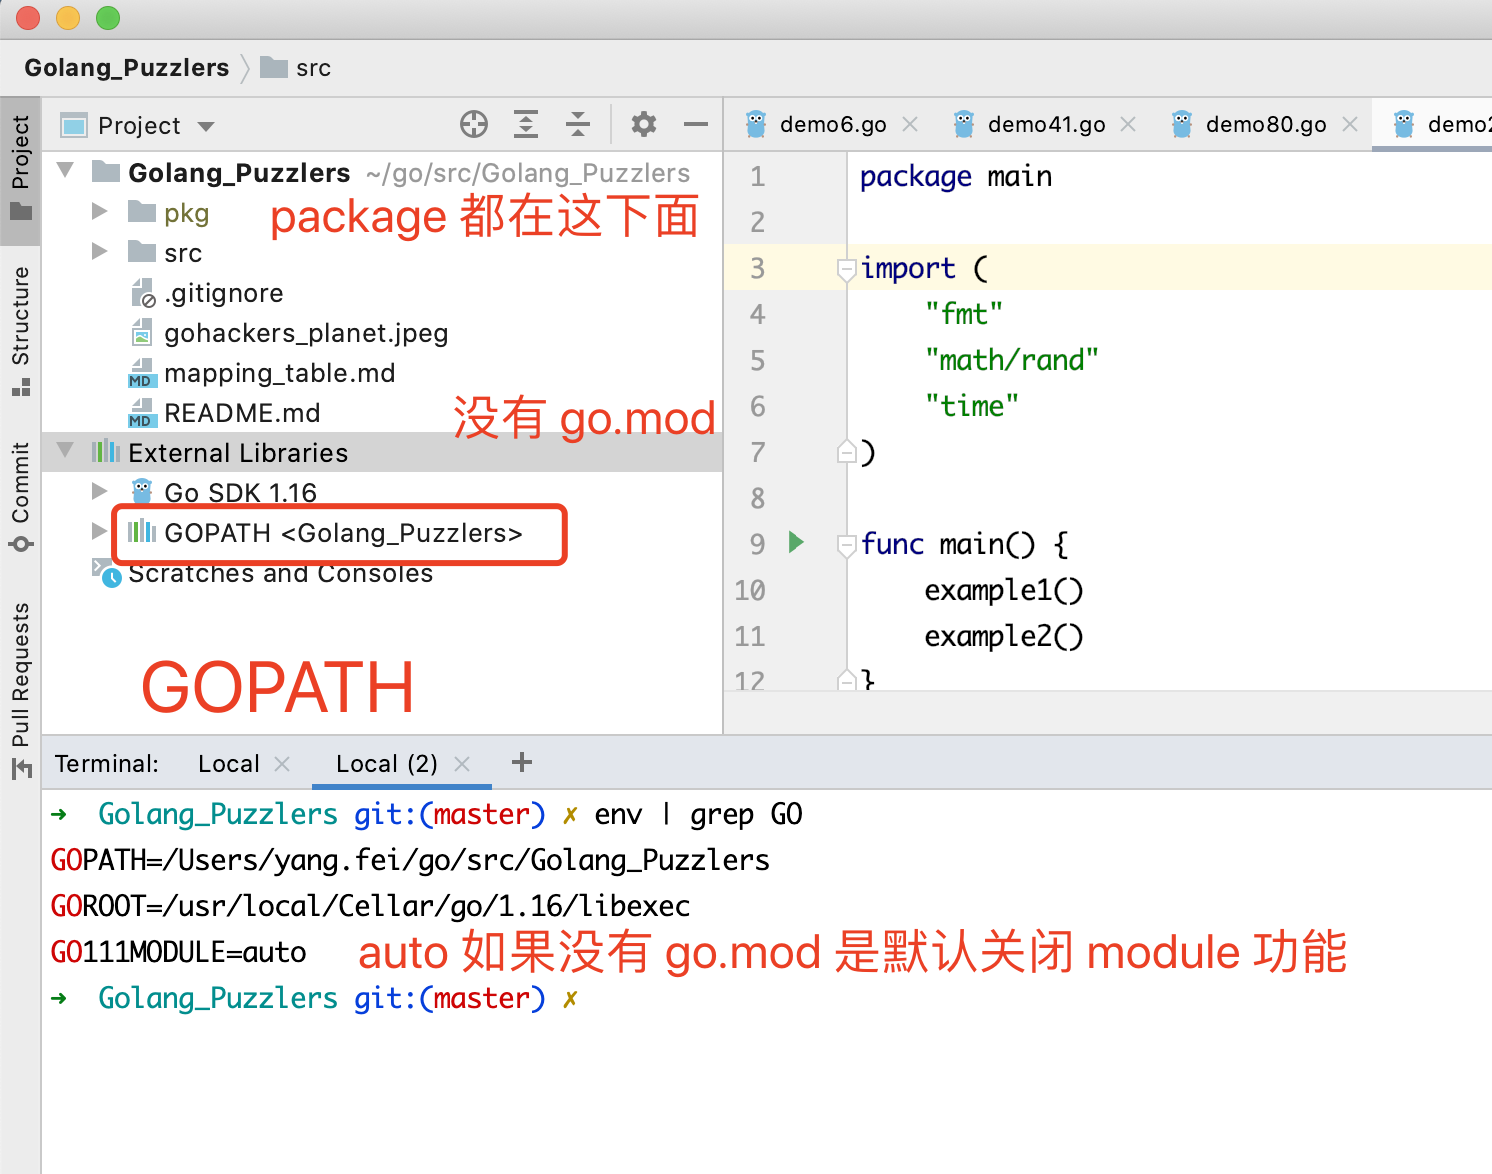 Golang_Puzzlers
src
Project
Structure
Commit
Pull Requests
Project
Golang_Puzzlers ~/go/src/Golang_Puzzlers
pkg
package 都在这下面
src
.gitignore
gohackers_planet.jpeg
mapping_table.md
README.md
没有 go.mod
External Libraries
Go SDK 1.16
GOPATH <Golang_Puzzlers>
Scratches and Consoles
GOPATH
demo6.go
demo41.go
demo80.go
1 package main
2
3 import (
4 "fmt"
5 "math/rand"
6 "time"
7 )
8
9 func main() {
10 example1()
11 example2()
12 }
Terminal: Local Local (2) +
➜ Golang_Puzzlers git:(master) ✗ env | grep GO
GOPATH=/Users/yang.fei/go/src/Golang_Puzzlers
GOROOT=/usr/local/Cellar/go/1.16/libexec
GO111MODULE=auto
auto 如果没有 go.mod 是默认关闭 module 功能
➜ Golang_Puzzlers git:(master) ✗